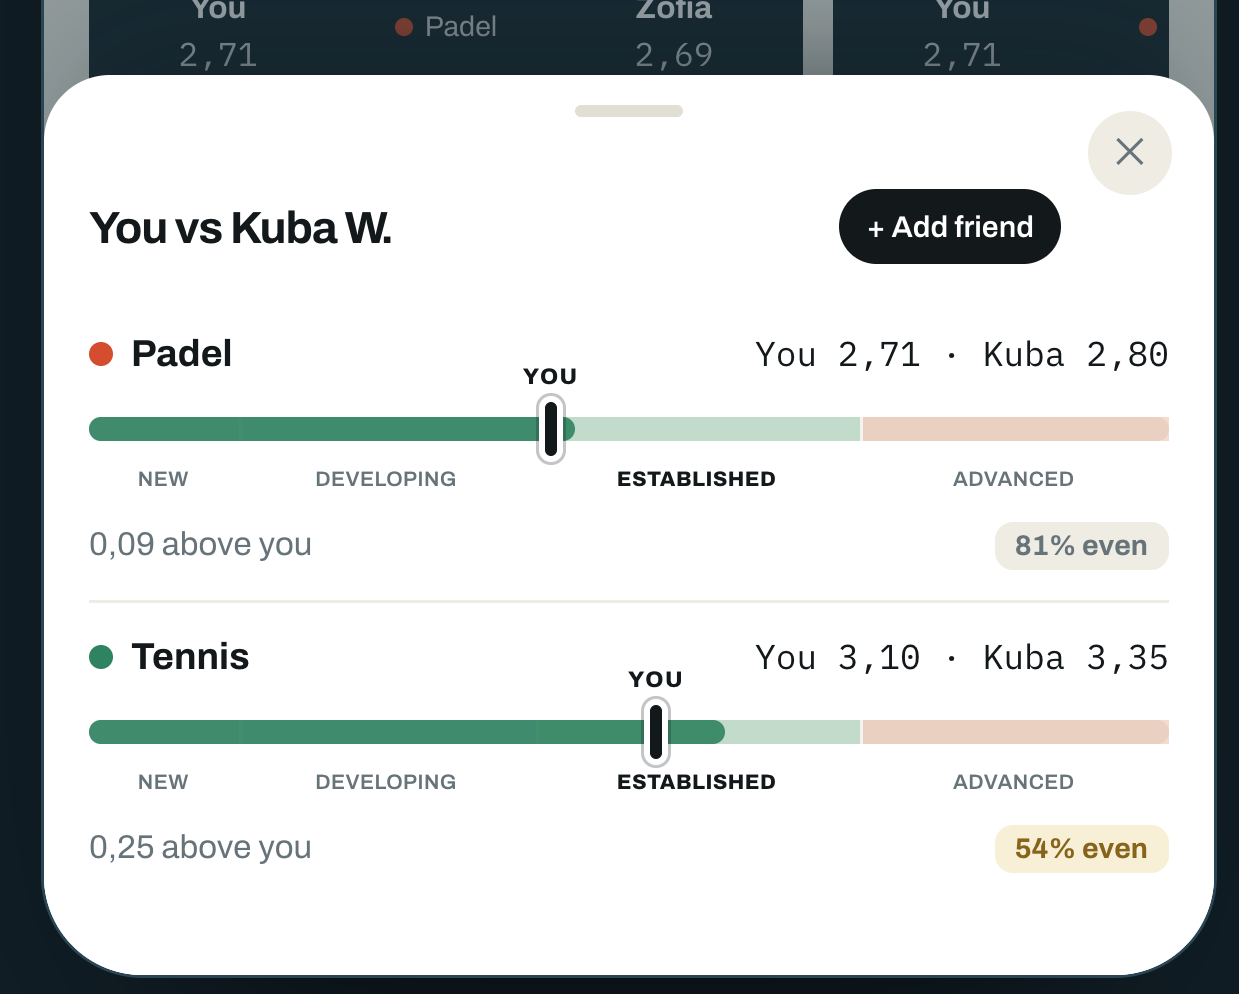 You Padel Zofia You
2,71 2,69 2,71
You vs Kuba W. + Add friend
Padel You 2,71 · Kuba 2,80
YOU
NEW DEVELOPING ESTABLISHED ADVANCED
0,09 above you 81% even
Tennis You 3,10 · Kuba 3,35
YOU
NEW DEVELOPING ESTABLISHED ADVANCED
0,25 above you 54% even